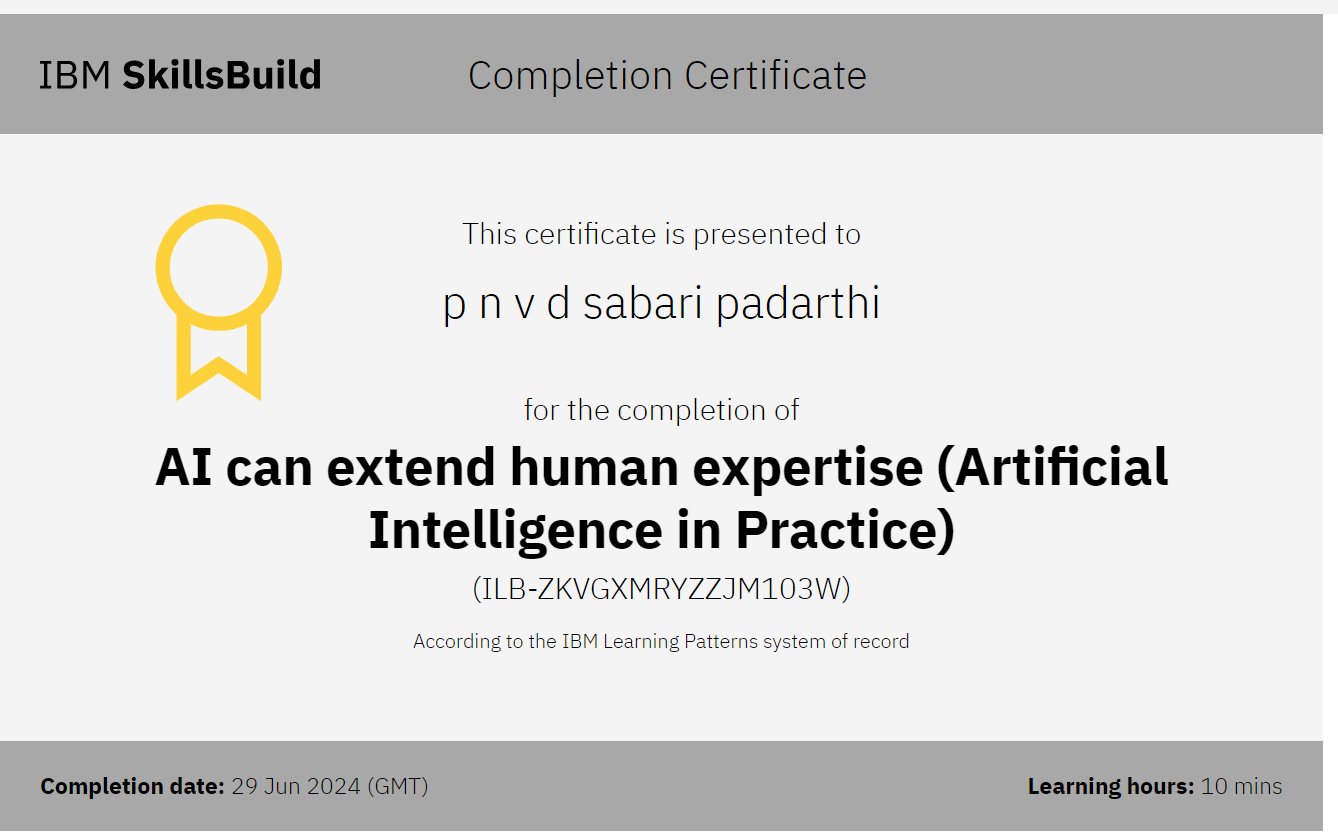 IBM SkillsBuild Completion Certificate
This certificate is presented to
p n v d sabari padarthi
for the completion of
AI can extend human expertise (Artificial
Intelligence in Practice)
(ILB-ZKVGXMRYZZJM103W)
According to the IBM Learning Patterns system of record
Completion date: 29 Jun 2024 (GMT) Learning hours: 10 mins